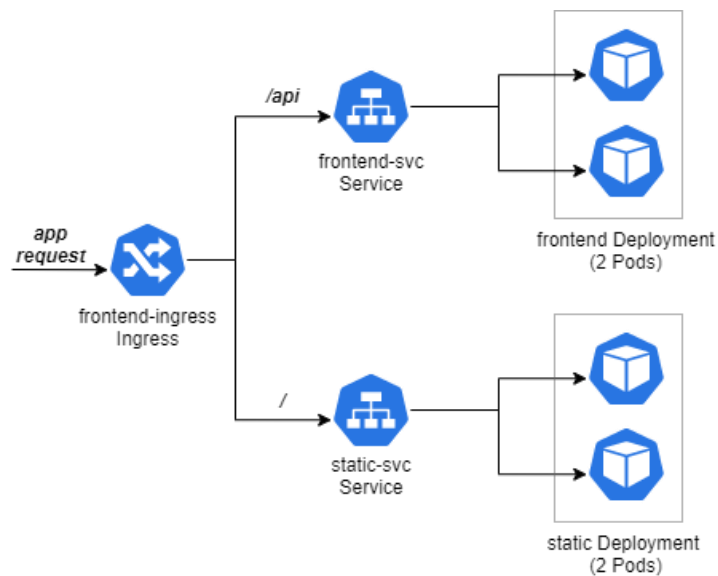 app
request
frontend-ingress
Ingress
/api
frontend-svc
Service
frontend Deployment
(2 Pods)
/
static-svc
Service
static Deployment
(2 Pods)